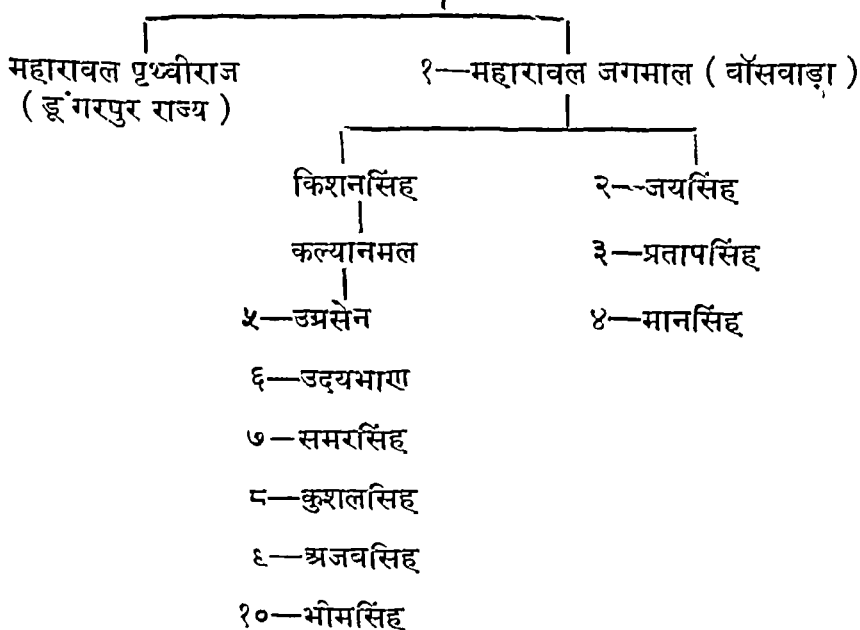 महारावल पृथ्वीराज १—महारावल जगमाल ( वॉसवाड़ा )
( डूंगरपुर राज्य )
किशनसिंह २—जयसिंह
कल्यानमल ३—प्रतापसिंह
५—उग्रसेन ४—मानसिंह
६—उदयभाण
७—समरसिंह
८—कुशलसिह
९—अजवसिह
१०—भीमसिंह